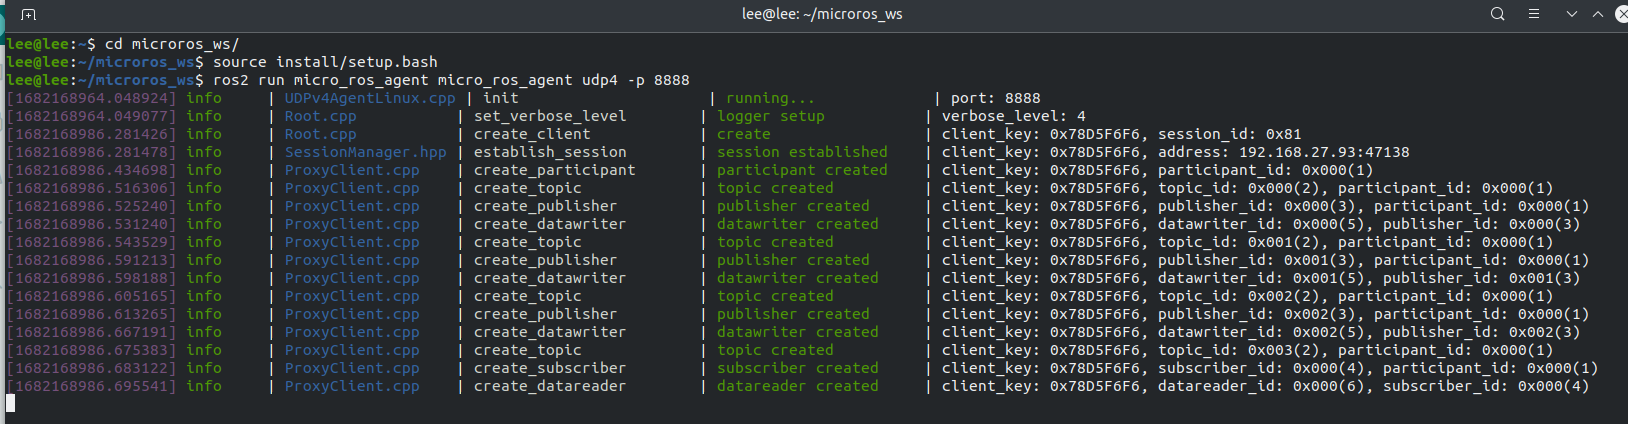 lee@lee: ~/microros_ws
lee@lee:~$ cd microros_ws/
lee@lee:~/microros_ws$ source install/setup.bash
lee@lee:~/microros_ws$ ros2 run micro_ros_agent micro_ros_agent udp4 -p 8888
[1682168964.048924] info     | UDPv4AgentLinux.cpp | init                     | running...             | port: 8888
[1682168964.049077] info     | Root.cpp           | set_verbose_level        | logger setup           | verbose_level: 4
[1682168986.281426] info     | Root.cpp           | create_client            | create                 | client_key: 0x78D5F6F6, session_id: 0x81
[1682168986.281478] info     | SessionManager.hpp | establish_session        | session established    | client_key: 0x78D5F6F6, address: 192.168.27.93:47138
[1682168986.434698] info     | ProxyClient.cpp    | create_participant       | participant created    | client_key: 0x78D5F6F6, participant_id: 0x000(1)
[1682168986.516306] info     | ProxyClient.cpp    | create_topic             | topic created          | client_key: 0x78D5F6F6, topic_id: 0x000(2), participant_id: 0x000(1)
[1682168986.525240] info     | ProxyClient.cpp    | create_publisher         | publisher created      | client_key: 0x78D5F6F6, publisher_id: 0x000(3), participant_id: 0x000(1)
[1682168986.531240] info     | ProxyClient.cpp    | create_datawriter        | datawriter created     | client_key: 0x78D5F6F6, datawriter_id: 0x000(5), publisher_id: 0x000(3)
[1682168986.543529] info     | ProxyClient.cpp    | create_topic             | topic created          | client_key: 0x78D5F6F6, topic_id: 0x001(2), participant_id: 0x000(1)
[1682168986.591213] info     | ProxyClient.cpp    | create_publisher         | publisher created      | client_key: 0x78D5F6F6, publisher_id: 0x001(3), participant_id: 0x000(1)
[1682168986.598188] info     | ProxyClient.cpp    | create_datawriter        | datawriter created     | client_key: 0x78D5F6F6, datawriter_id: 0x001(5), publisher_id: 0x001(3)
[1682168986.605165] info     | ProxyClient.cpp    | create_topic             | topic created          | client_key: 0x78D5F6F6, topic_id: 0x002(2), participant_id: 0x000(1)
[1682168986.613265] info     | ProxyClient.cpp    | create_publisher         | publisher created      | client_key: 0x78D5F6F6, publisher_id: 0x002(3), participant_id: 0x000(1)
[1682168986.667191] info     | ProxyClient.cpp    | create_datawriter        | datawriter created     | client_key: 0x78D5F6F6, datawriter_id: 0x002(5), publisher_id: 0x002(3)
[1682168986.675383] info     | ProxyClient.cpp    | create_topic             | topic created          | client_key: 0x78D5F6F6, topic_id: 0x003(2), participant_id: 0x000(1)
[1682168986.683122] info     | ProxyClient.cpp    | create_subscriber        | subscriber created     | client_key: 0x78D5F6F6, subscriber_id: 0x000(4), participant_id: 0x000(1)
[1682168986.695541] info     | ProxyClient.cpp    | create_datareader        | datareader created     | client_key: 0x78D5F6F6, datareader_id: 0x000(6), subscriber_id: 0x000(4)